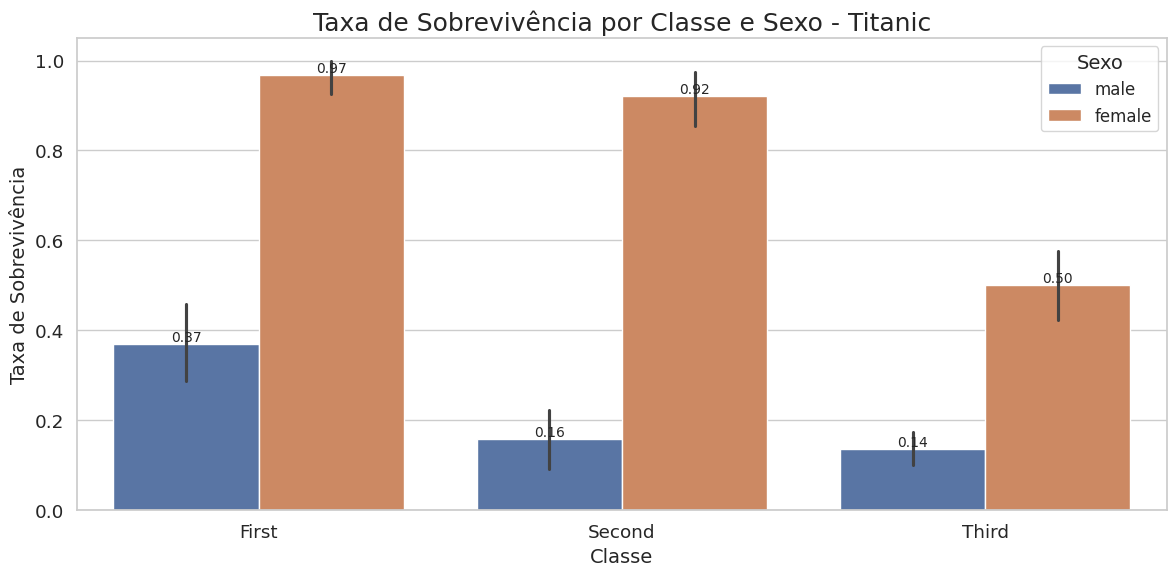 Taxa de Sobrevivência por Classe e Sexo - Titanic
Taxa de Sobrevivência
1.0
0.8
0.6
0.4
0.2
0.0
0.37
0.97
0.16
0.92
0.14
0.50
Sexo
male
female
First
Second
Third
Classe